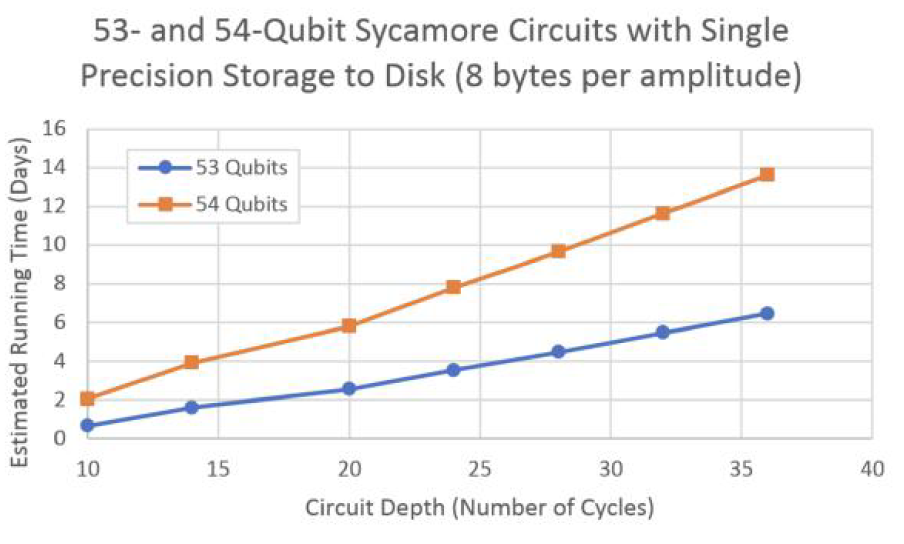 53- and 54-Qubit Sycamore Circuits with Single
Precision Storage to Disk (8 bytes per amplitude)
Estimated Running Time (Days)
16
14
12
10
8
6
4
2
0
53 Qubits
54 Qubits
10 15 20 25 30 35 40
Circuit Depth (Number of Cycles)